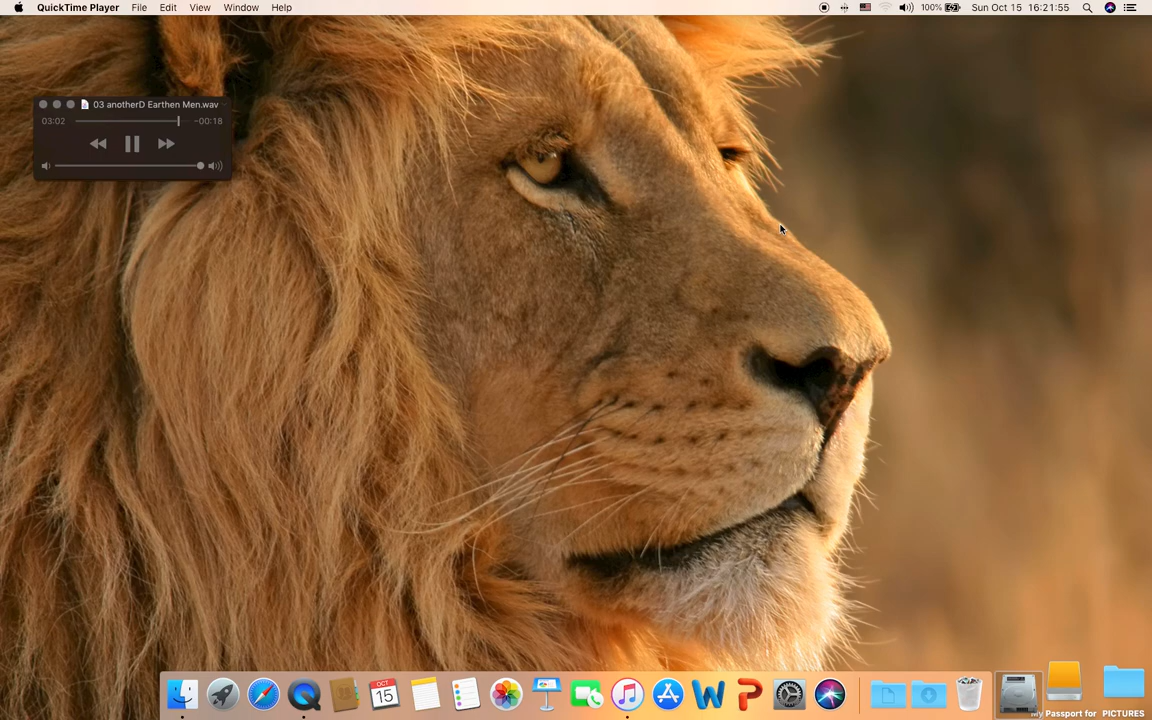 QuickTime Player File Edit View Window Help 100% Sun Oct 15 16:21:55
03 anotherD Earthen Men.wav
03:02 -00:18
OCT
15
My Passport for PICTURES